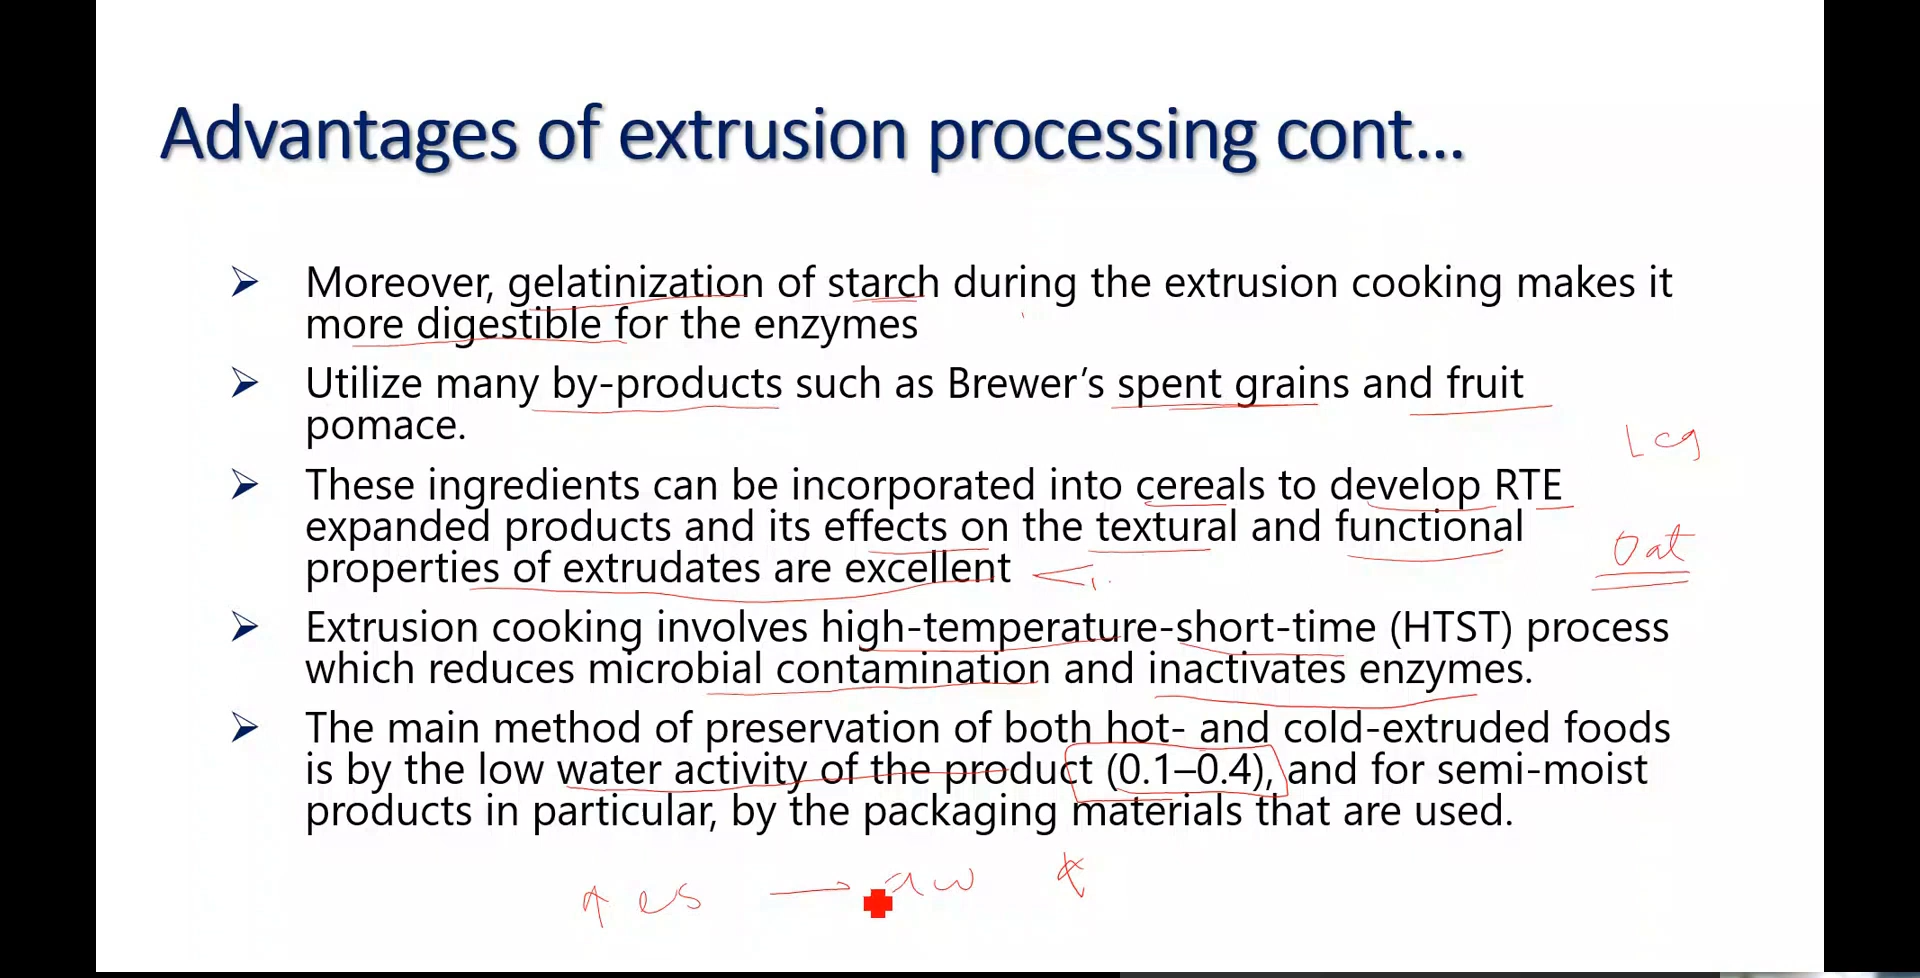 Advantages of extrusion processing cont...
➢ Moreover, gelatinization of starch during the extrusion cooking makes it
more digestible for the enzymes
➢ Utilize many by-products such as Brewer’s spent grains and fruit
pomace.
➢ These ingredients can be incorporated into cereals to develop RTE
expanded products and its effects on the textural and functional
properties of extrudates are excellent
Oat
➢ Extrusion cooking involves high-temperature-short-time (HTST) process
which reduces microbial contamination and inactivates enzymes.
➢ The main method of preservation of both hot- and cold-extruded foods
is by the low water activity of the product (0.1–0.4), and for semi-moist
products in particular, by the packaging materials that are used.